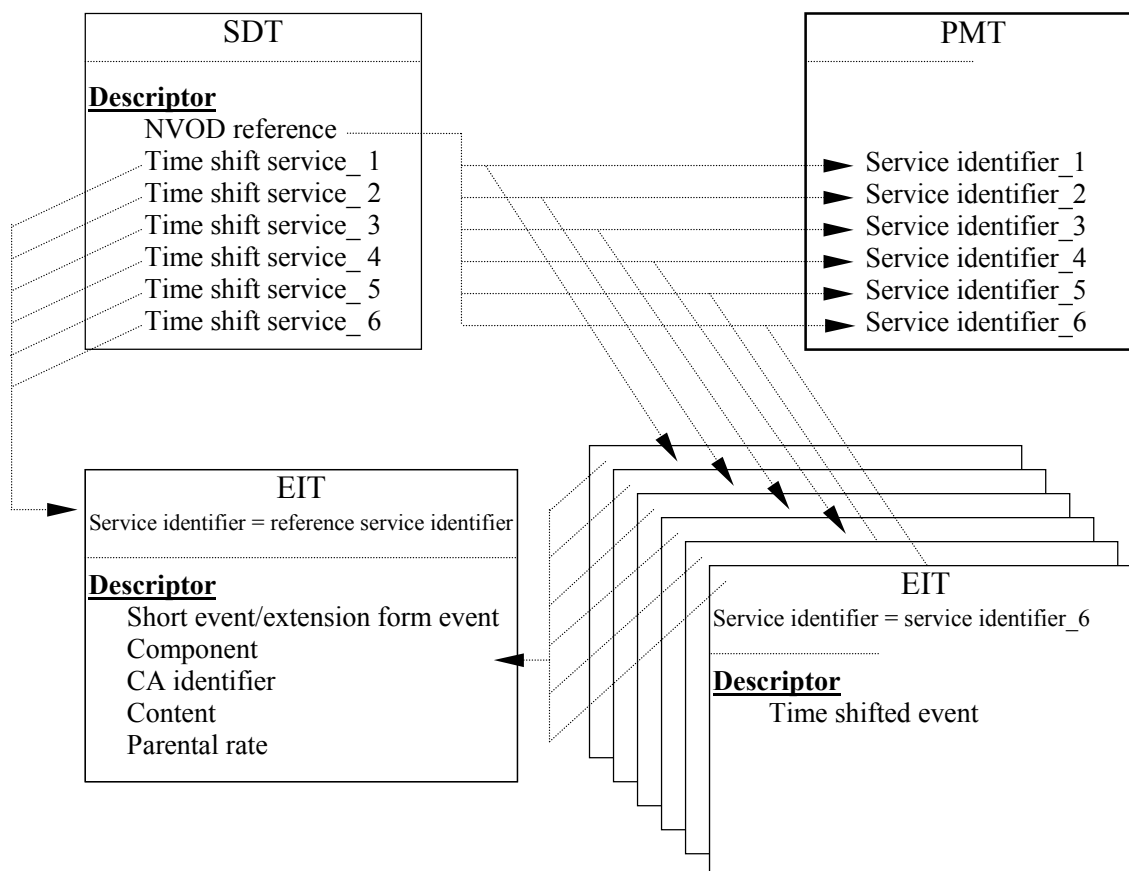 SDT
Descriptor
NVOD reference
Time shift service_ 1
Time shift service_ 2
Time shift service_ 3
Time shift service_ 4
Time shift service_ 5
Time shift service_ 6
PMT
Service identifier_1
Service identifier_2
Service identifier_3
Service identifier_4
Service identifier_5
Service identifier_6
EIT
Service identifier = reference service identifier
Descriptor
Short event/extension form event
Component
CA identifier
Content
Parental rate
EIT
Service identifier = service identifier_6
Descriptor
Time shifted event